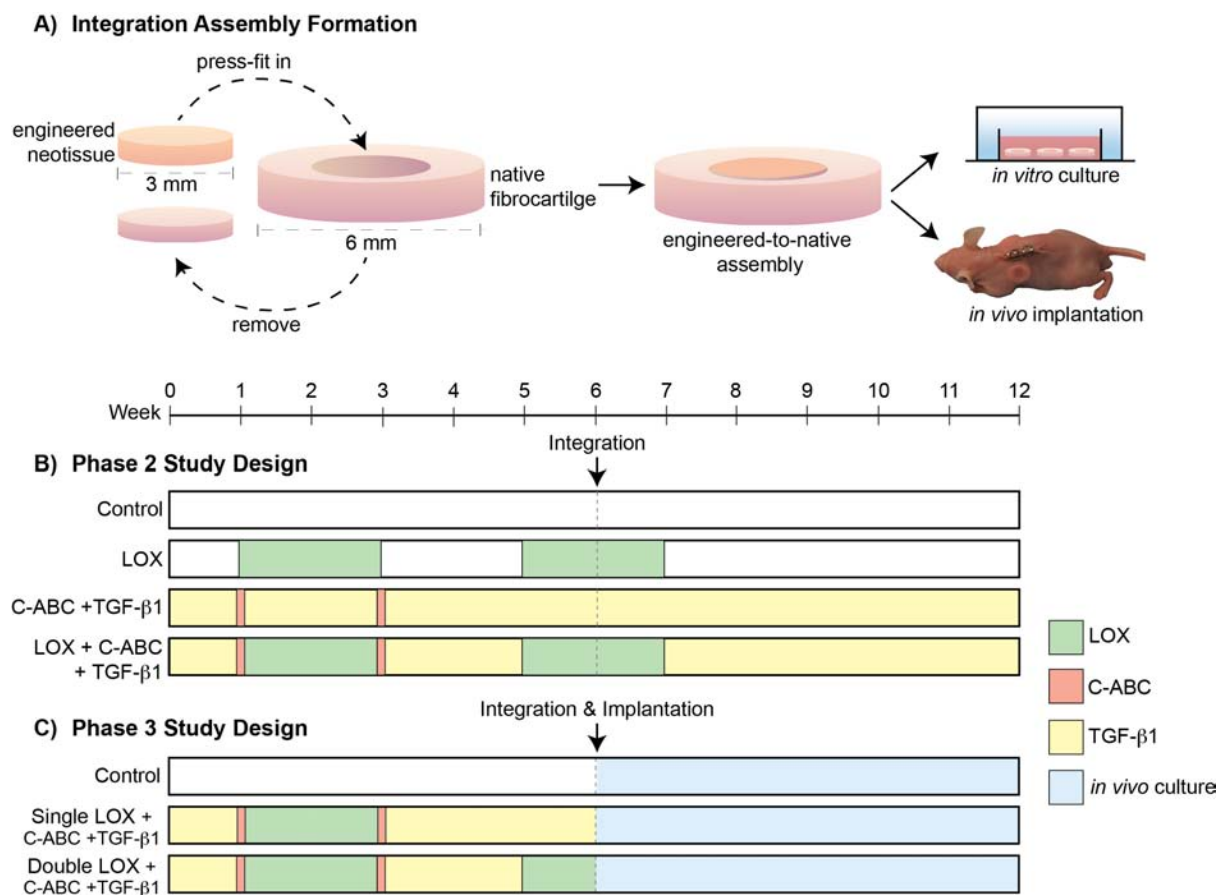 A) Integration Assembly Formation
press-fit in
engineered
neotissue
3 mm
native
fibrocartilge
6 mm
remove
engineered-to-native
assembly
in vitro culture
in vivo implantation
0 1 2 3 4 5 6 7 8 9 10 11 12
Week
Integration
B) Phase 2 Study Design
Control
LOX
C-ABC +TGF-β1
LOX + C-ABC
+ TGF-β1
LOX
C-ABC
TGF-β1
in vivo culture
Integration & Implantation
C) Phase 3 Study Design
Control
Single LOX +
C-ABC +TGF-β1
Double LOX +
C-ABC +TGF-β1